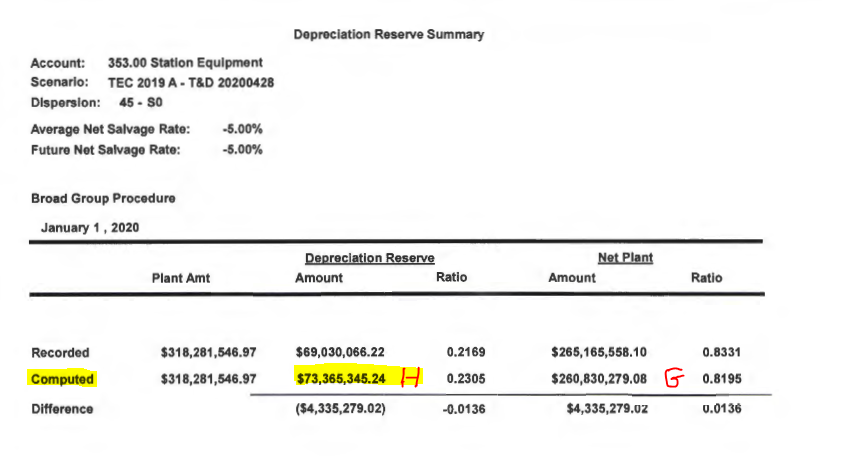 Depreciation Reserve Summary
Account: 353.00 Station Equipment
Scenario: TEC 2019 A - T&D 20200428
Dispersion: 45 - S0
Average Net Salvage Rate: -5.00%
Future Net Salvage Rate: -5.00%
Broad Group Procedure
January 1 , 2020
Depreciation Reserve Net Plant
Plant Amt Amount Ratio Amount Ratio
Recorded $318,281,546.97 $69,030,066.22 0.2169 $265,165,558.10 0.8331
Computed $318,281,546.97 $73,365,345.24 H 0.2305 $260,830,279.08 G 0.8195
Difference ($4,335,279.02) -0.0136 $4,335,279.02 0.0136